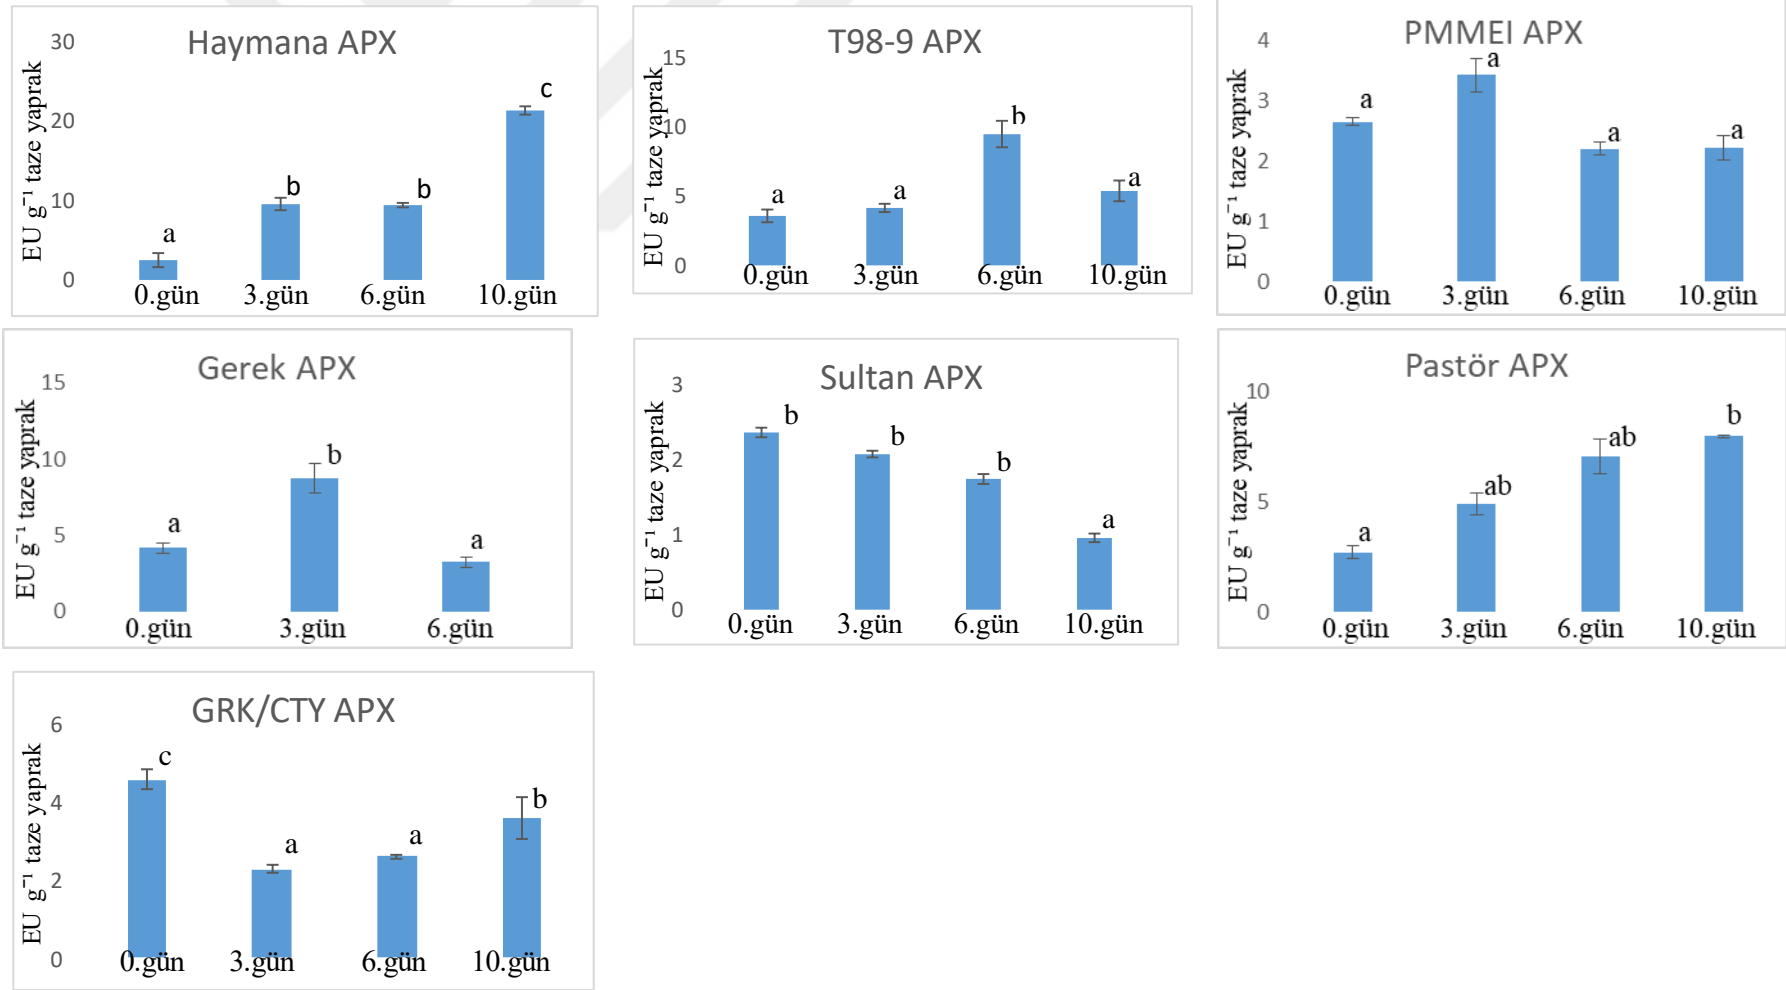 Haymana APX
EU g⁻¹ taze yaprak
30
20
10
0
a
b
b
c
0.gün 3.gün 6.gün 10.gün
T98-9 APX
EU g⁻¹ taze yaprak
15
10
5
0
a
a
b
a
0.gün 3.gün 6.gün 10.gün
PMMEI APX
EU g⁻¹ taze yaprak
4
3
2
1
0
a
a
a
a
0.gün 3.gün 6.gün 10.gün
Gerek APX
EU g⁻¹ taze yaprak
15
10
5
0
a
b
a
0.gün 3.gün 6.gün
Sultan APX
EU g⁻¹ taze yaprak
3
2
1
0
b
b
b
a
0.gün 3.gün 6.gün 10.gün
Pastör APX
EU g⁻¹ taze yaprak
10
5
0
a
ab
ab
b
0.gün 3.gün 6.gün 10.gün
GRK/CTY APX
EU g⁻¹ taze yaprak
6
4
2
0
c
a
a
b
0.gün 3.gün 6.gün 10.gün